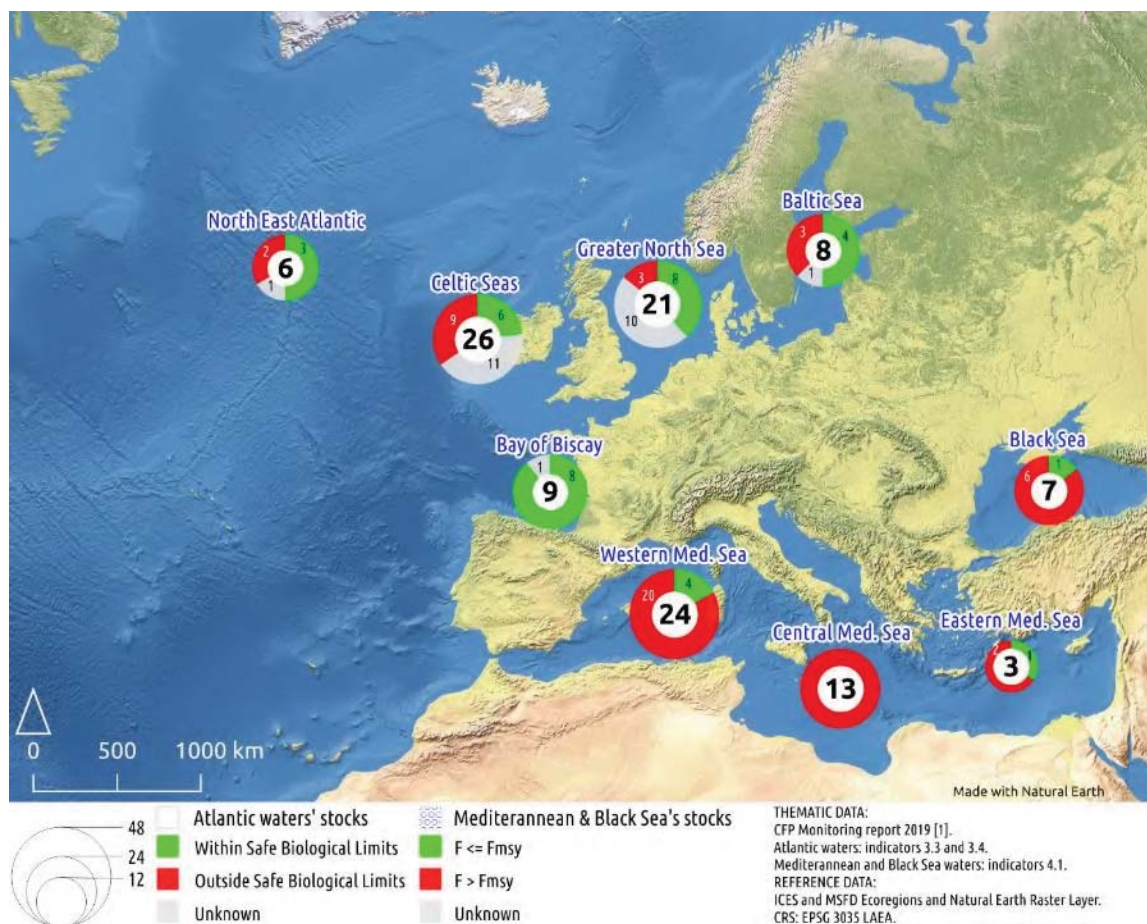 North East Atlantic
2
3
6
1
Celtic Seas
9
6
26
11
Greater North Sea
3
8
21
10
Baltic Sea
3
4
8
1
Bay of Biscay
1
8
9
Black Sea
1
6
7
Western Med. Sea
20
4
24
Central Med. Sea
13
Eastern Med. Sea
2
1
3
0 500 1000 km
Made with Natural Earth
48
24
12
Atlantic waters' stocks
Within Safe Biological Limits
Outside Safe Biological Limits
Unknown
Mediterannean & Black Sea's stocks
F <= Fmsy
F > Fmsy
Unknown
THEMATIC DATA:
CFP Monitoring report 2019 [1].
Atlantic waters: indicators 3.3 and 3.4.
Mediterannean and Black Sea waters: indicators 4.1.
REFERENCE DATA:
ICES and MSFD Ecoregions and Natural Earth Raster Layer.
CRS: EPSG 3035 LAEA.